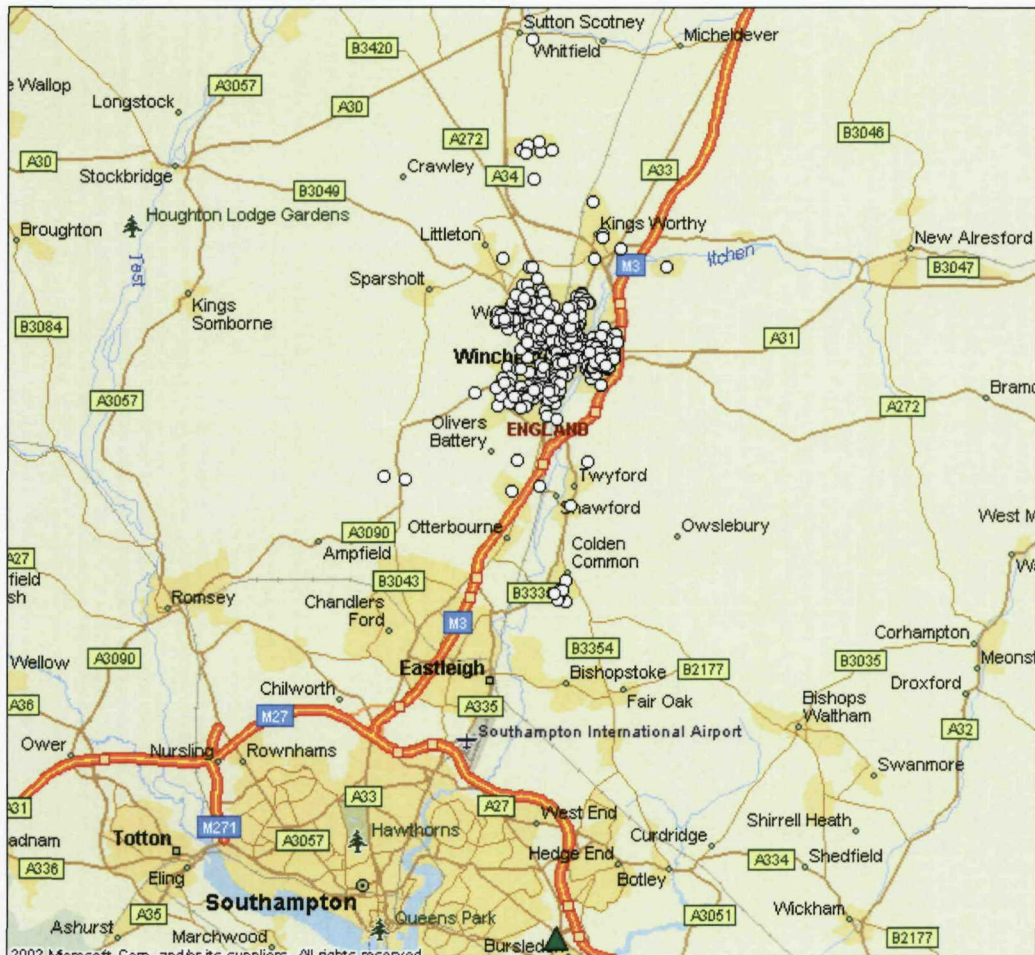 Sutton Scotney
Whitfield
Micheldever
B3420
A3057
e Wallop
Longstock
A30
A272
B3046
A30
Stockbridge
Crawley
A34
A33
B3049
Houghton Lodge Gardens
Broughton
Littleton
Kings Worthy
New Alresford
Test
M3
Itchen
B3047
Sparsholt
Kings
Somborne
B3084
A31
A3057
A272
Olivers
Battery
ENGLAND
Twyford
Shawford
Otterbourne
Owslebury
West M
A3090
Ampfield
Colden
Common
A27
B3043
Romsey
Chandlers
Ford
M3
Corhampton
A3090
Wellow
Eastleigh
B3354
B2177
B3035
Meonst
Chilworth
Bishopstoke
Fair Oak
Bishops
Waltham
Droxford
A36
M27
A335
A32
Ower
Nursling
Rownhams
Southampton International Airport
Swanmore
A31
A33
A27
West End
adnam
M271
A3057
Hawthorns
Curdridge
Shirrell Heath
Totton
A336
Eling
Hedge End
Botley
A334
Shedfield
Southampton
A35
Queens Park
A3051
Wickham
Ashurst
Marchwood
B2177